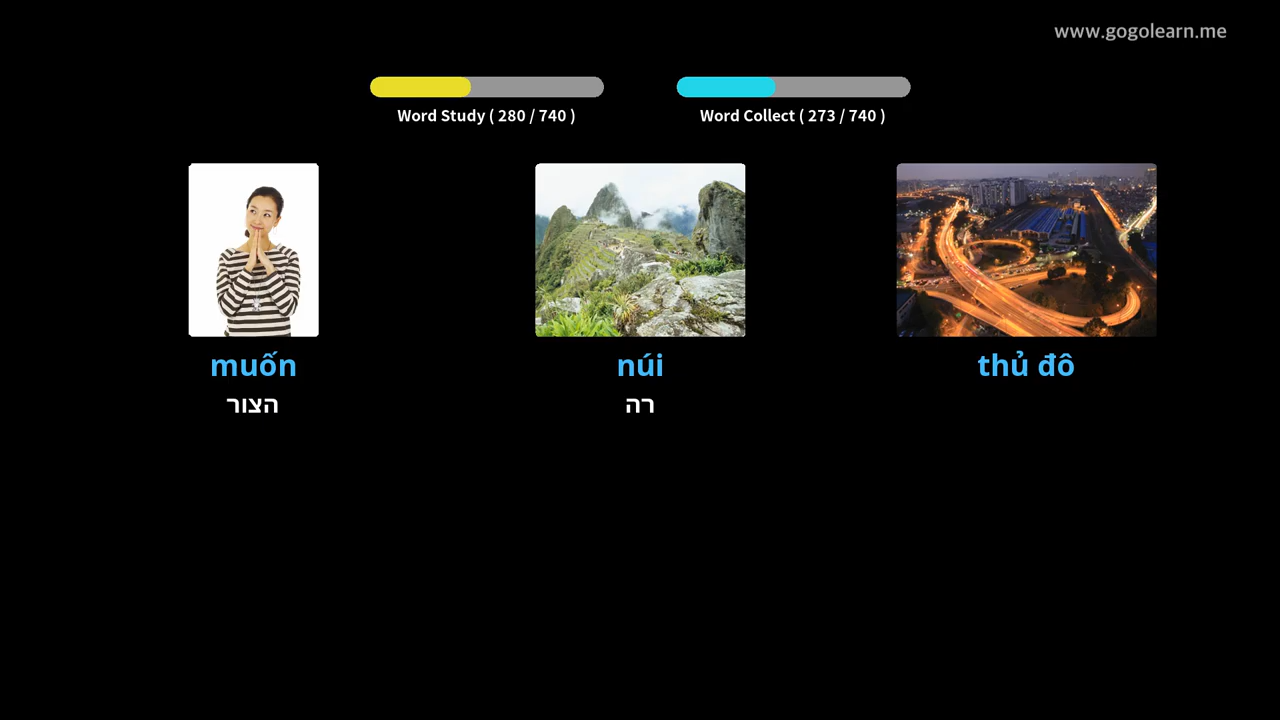 www.gogolearn.me
Word Study ( 280 / 740 )
Word Collect ( 273 / 740 )
muốn
núi
thủ đô
הצור
רה